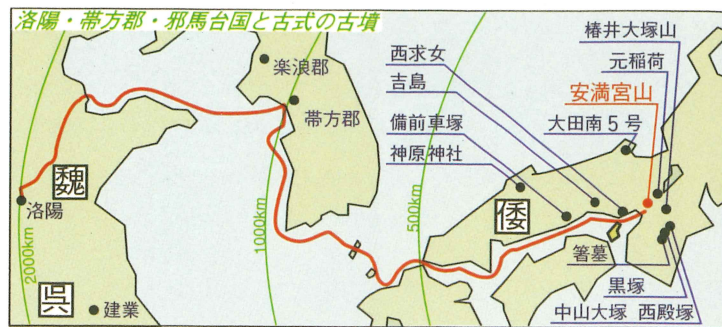 洛陽・帯方郡・邪馬台国と古式の古墳
椿井大塚山
元稲荷
安満宮山
大田南5号
西求女
吉島
備前車塚
神原神社
楽浪郡
帯方郡
魏
洛陽
呉
建業
倭
箸墓
黒塚
中山大塚 西殿塚
2000km
1000km
500km